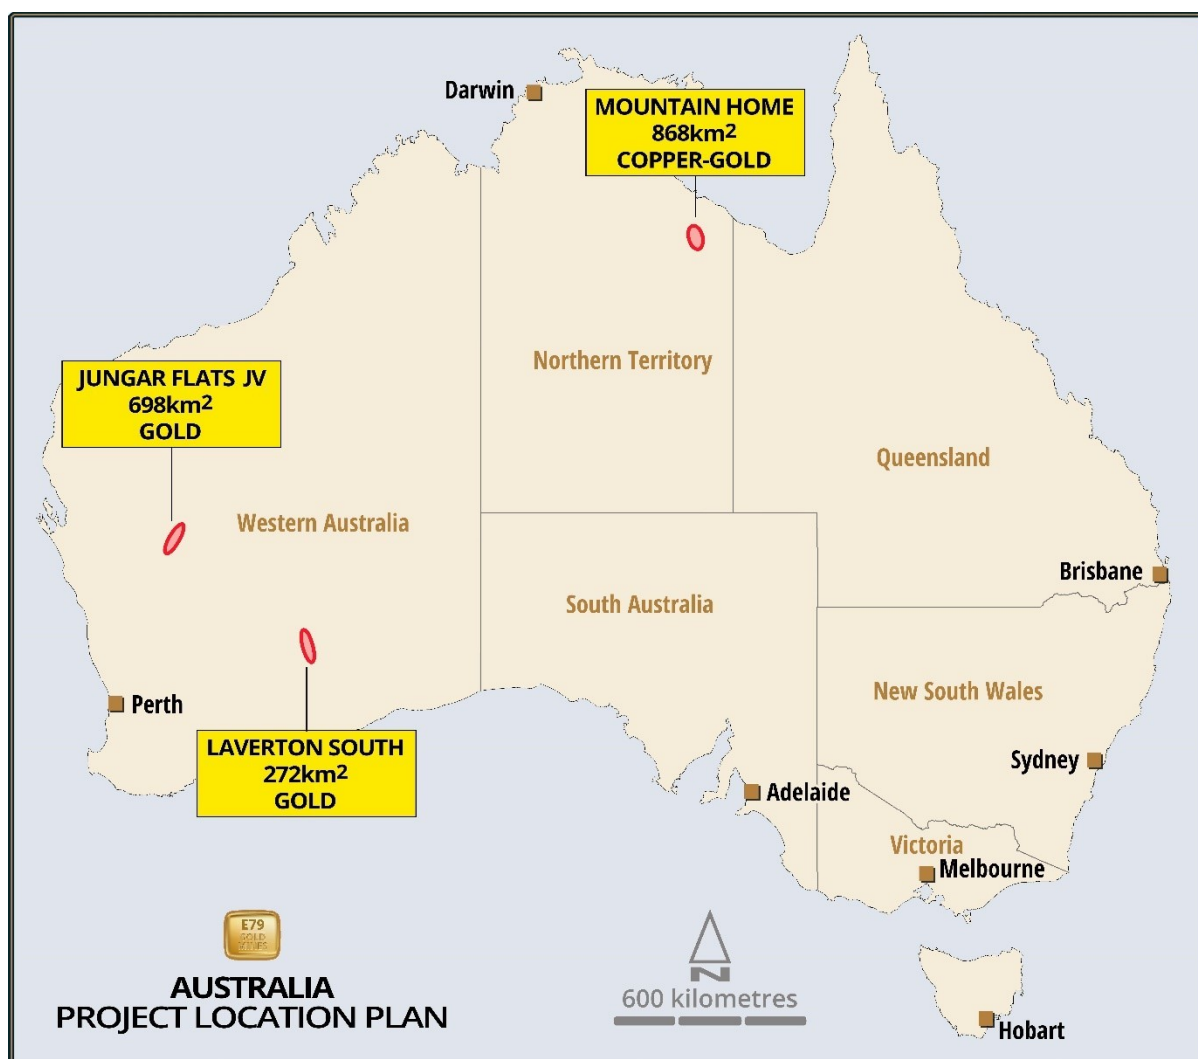 Darwin
MOUNTAIN HOME
868km2
COPPER-GOLD
Northern Territory
JUNGAR FLATS JV
698km2
GOLD
Queensland
Western Australia
Brisbane
South Australia
New South Wales
Perth
LAVERTON SOUTH
272km2
GOLD
Sydney
Adelaide
Victoria
Melbourne
E79
GOLD
MINES
AUSTRALIA
PROJECT LOCATION PLAN
N
600 kilometres
Hobart